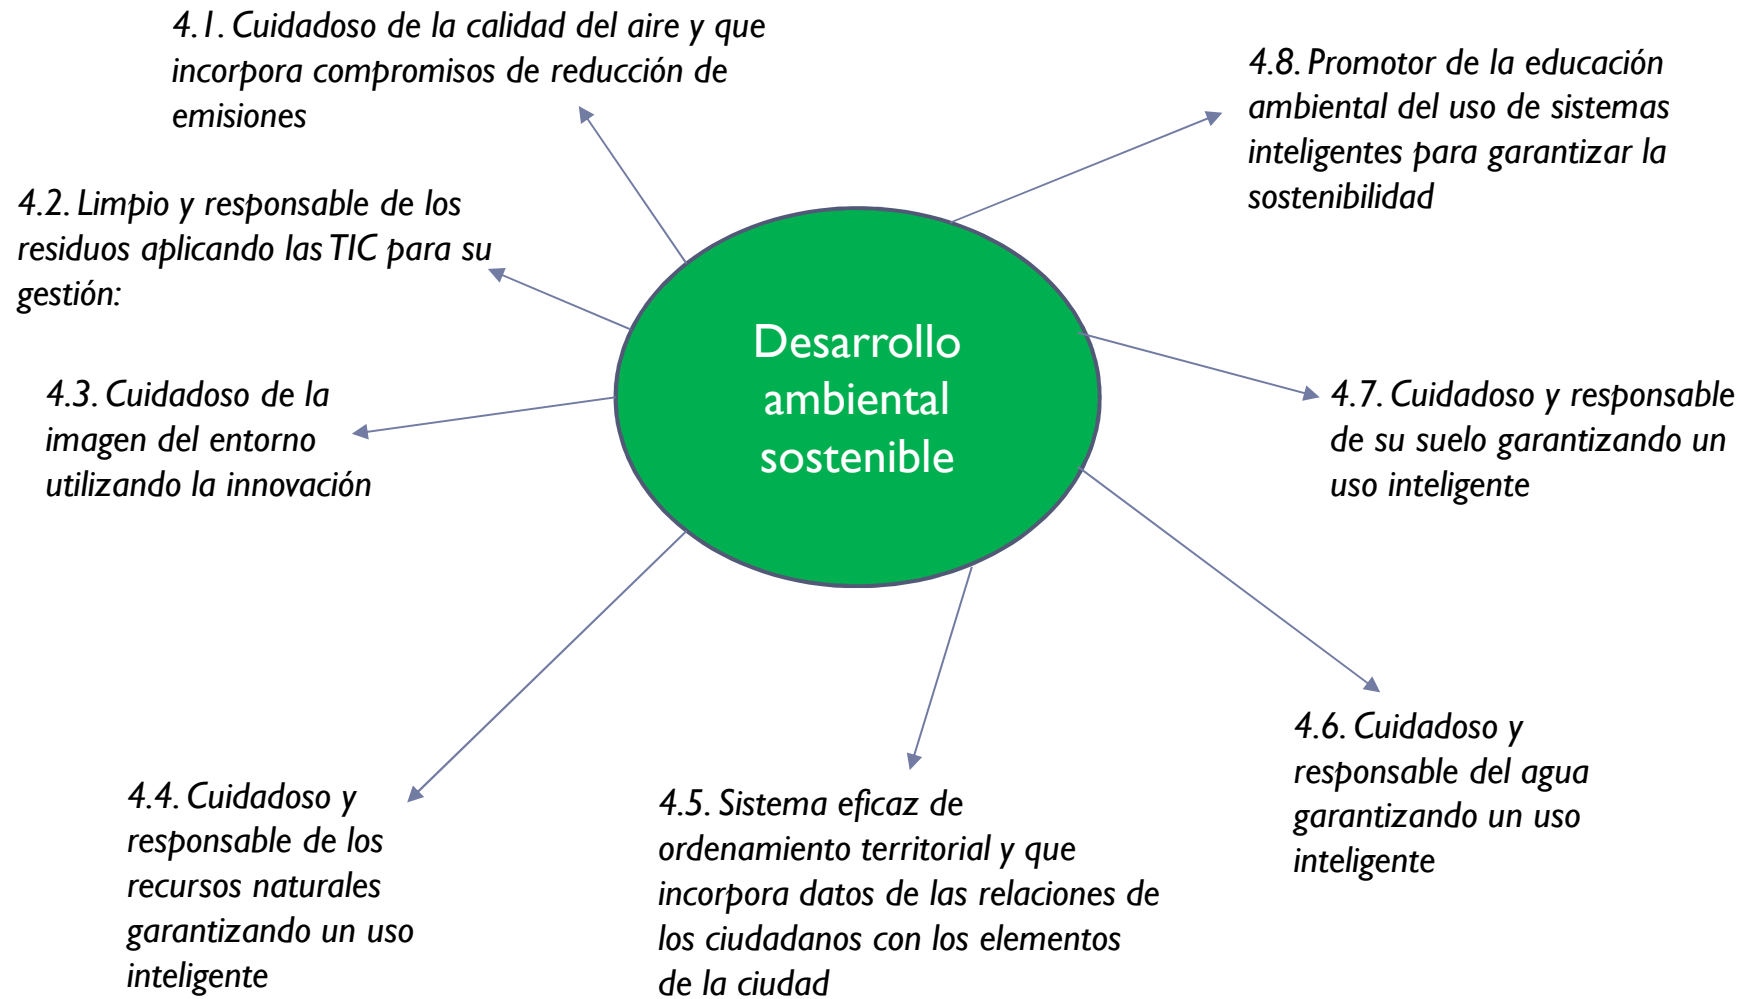 4.1. Cuidadoso de la calidad del aire y que
incorpora compromisos de reducción de
emisiones
4.8. Promotor de la educación
ambiental del uso de sistemas
inteligentes para garantizar la
sostenibilidad
4.2. Limpio y responsable de los
residuos aplicando las TIC para su
gestión:
Desarrollo
ambiental
sostenible
4.3. Cuidadoso de la
imagen del entorno
utilizando la innovación
4.7. Cuidadoso y responsable
de su suelo garantizando un
uso inteligente
4.4. Cuidadoso y
responsable de los
recursos naturales
garantizando un uso
inteligente
4.5. Sistema eficaz de
ordenamiento territorial y que
incorpora datos de las relaciones de
los ciudadanos con los elementos
de la ciudad
4.6. Cuidadoso y
responsable del agua
garantizando un uso
inteligente